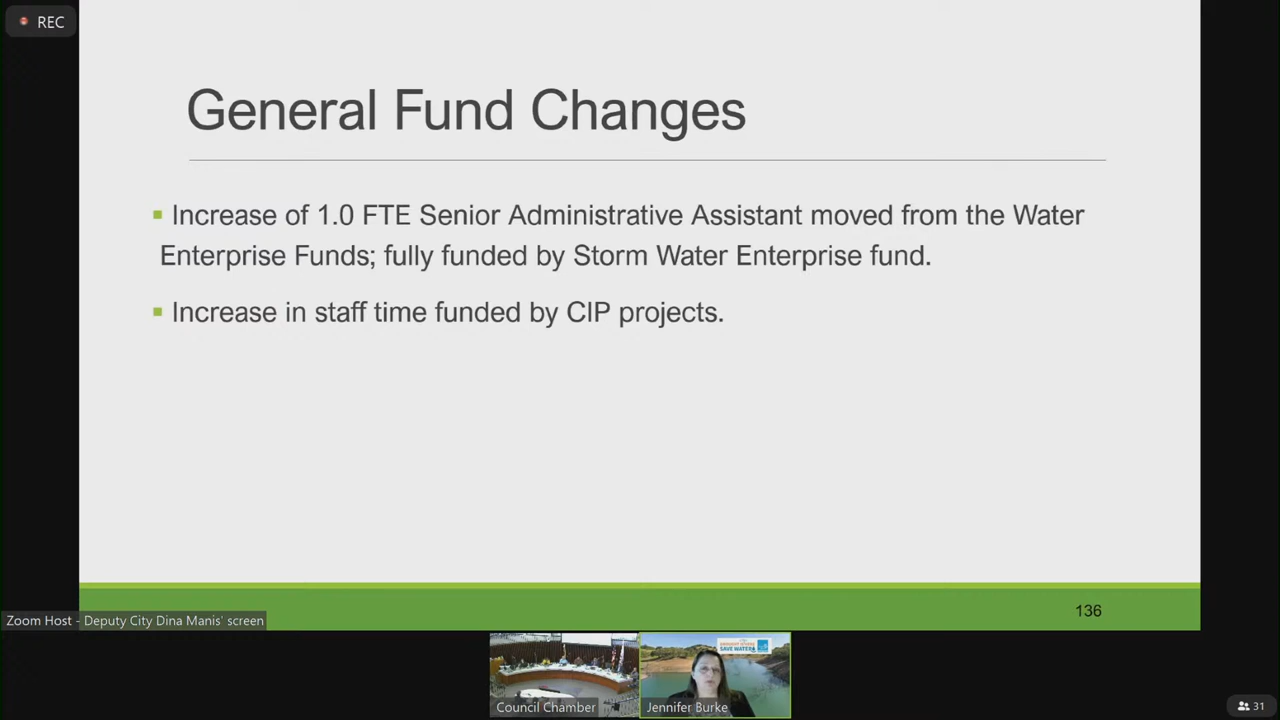 REC
General Fund Changes
Increase of 1.0 FTE Senior Administrative Assistant moved from the Water
Enterprise Funds; fully funded by Storm Water Enterprise fund.
Increase in staff time funded by CIP projects.
136
Zoom Host - Deputy City Dina Manis' screen
SAVE WATER
Council Chamber
Jennifer Burke
31